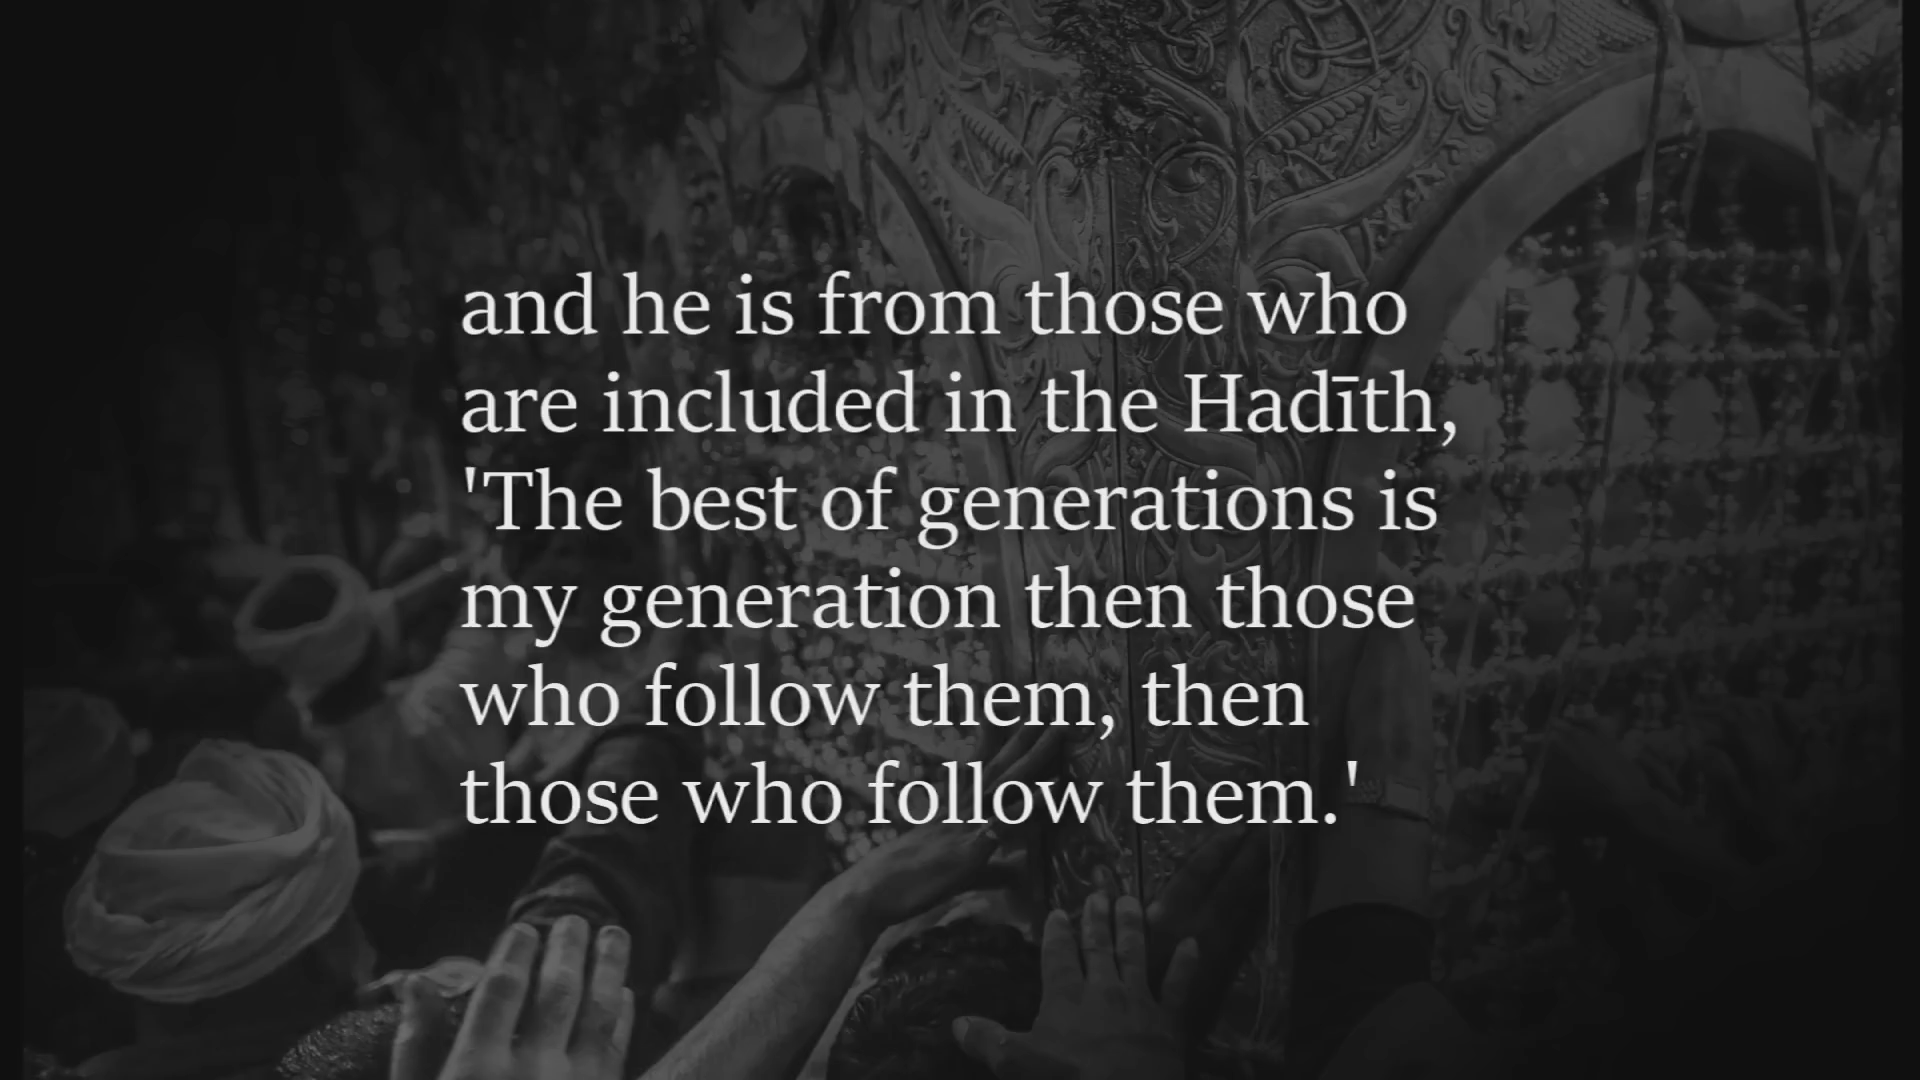 and he is from those who
are included in the Hadīth,
'The best of generations is
my generation then those
who follow them, then
those who follow them.'